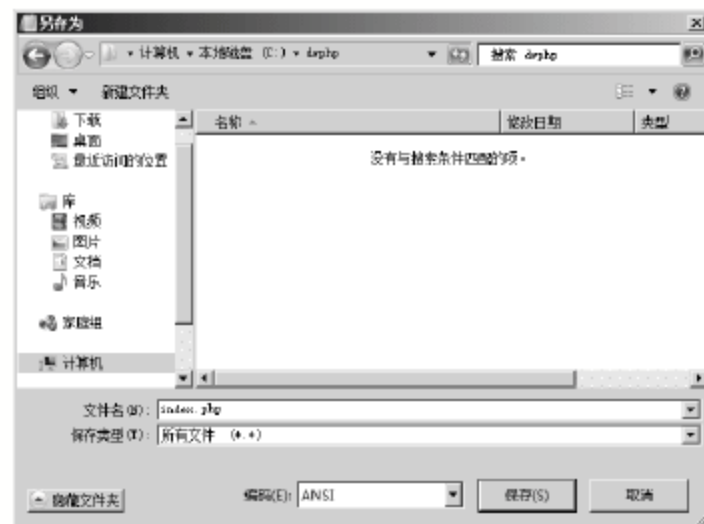 另存为
计算机 本地磁盘 (C:) dwphp
搜索 dwphp
组织 新建文件夹
名称 修改日期 类型
没有与搜索条件匹配的项。
下载
桌面
最近访问的位置
库
视频
图片
文档
音乐
家庭组
计算机
文件名(N): index.php
保存类型(T): 所有文件 (*.*)
隐藏文件夹
编码(E): ANSI
保存(S)
取消